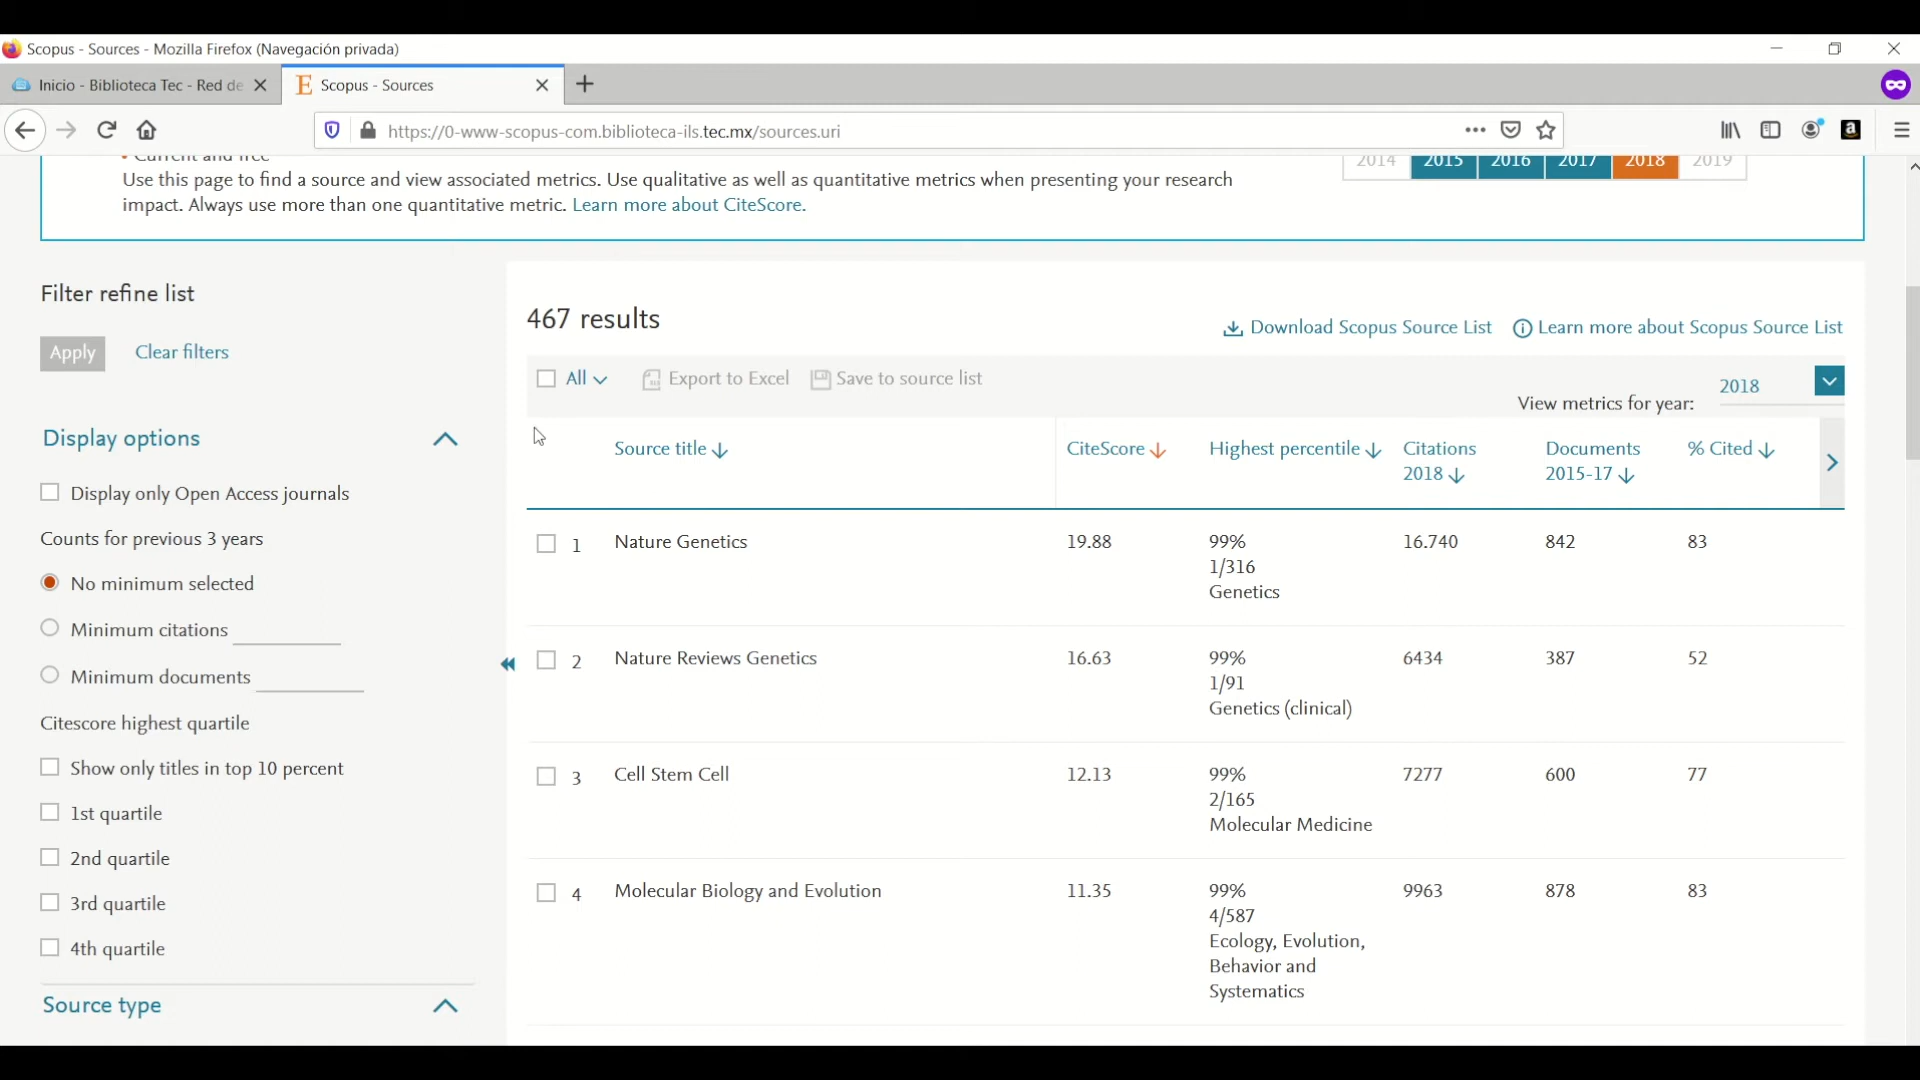 Scopus - Sources - Mozilla Firefox (Navegación privada)
Inicio - Biblioteca Tec - Red de
Scopus - Sources
https://0-www-scopus-com.biblioteca-ils.tec.mx/sources.uri
• Current and free
2014 2015 2016 2017 2018 2019
Use this page to find a source and view associated metrics. Use qualitative as well as quantitative metrics when presenting your research
impact. Always use more than one quantitative metric. Learn more about CiteScore.
Filter refine list
Apply Clear filters
Display options
Display only Open Access journals
Counts for previous 3 years
No minimum selected
Minimum citations
Minimum documents
Citescore highest quartile
Show only titles in top 10 percent
1st quartile
2nd quartile
3rd quartile
4th quartile
Source type
467 results
Download Scopus Source List Learn more about Scopus Source List
All Export to Excel Save to source list
View metrics for year: 2018
Source title CiteScore Highest percentile Citations Documents % Cited
2018 2015-17
1 Nature Genetics 19.88 99% 16.740 842 83
1/316
Genetics
2 Nature Reviews Genetics 16.63 99% 6434 387 52
1/91
Genetics (clinical)
3 Cell Stem Cell 12.13 99% 7277 600 77
2/165
Molecular Medicine
4 Molecular Biology and Evolution 11.35 99% 9963 878 83
4/587
Ecology, Evolution,
Behavior and
Systematics